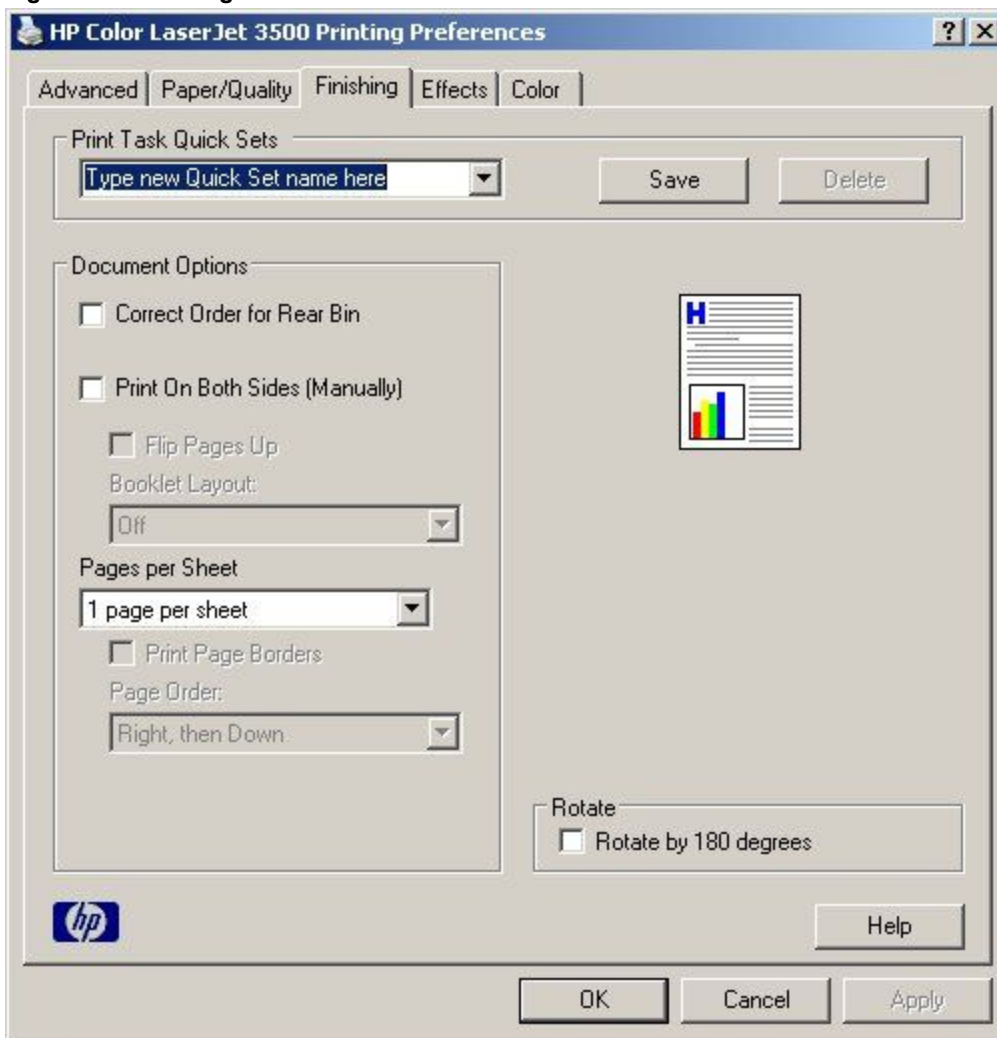 HP Color LaserJet 3500 Printing Preferences
Advanced Paper/Quality Finishing Effects Color
Print Task Quick Sets
Type new Quick Set name here Save Delete
Document Options
Correct Order for Rear Bin
H
Print On Both Sides (Manually)
Flip Pages Up
Booklet Layout:
Off
Pages per Sheet
1 page per sheet
Print Page Borders
Page Order:
Right, then Down
Rotate
Rotate by 180 degrees
hp
Help
OK Cancel Apply